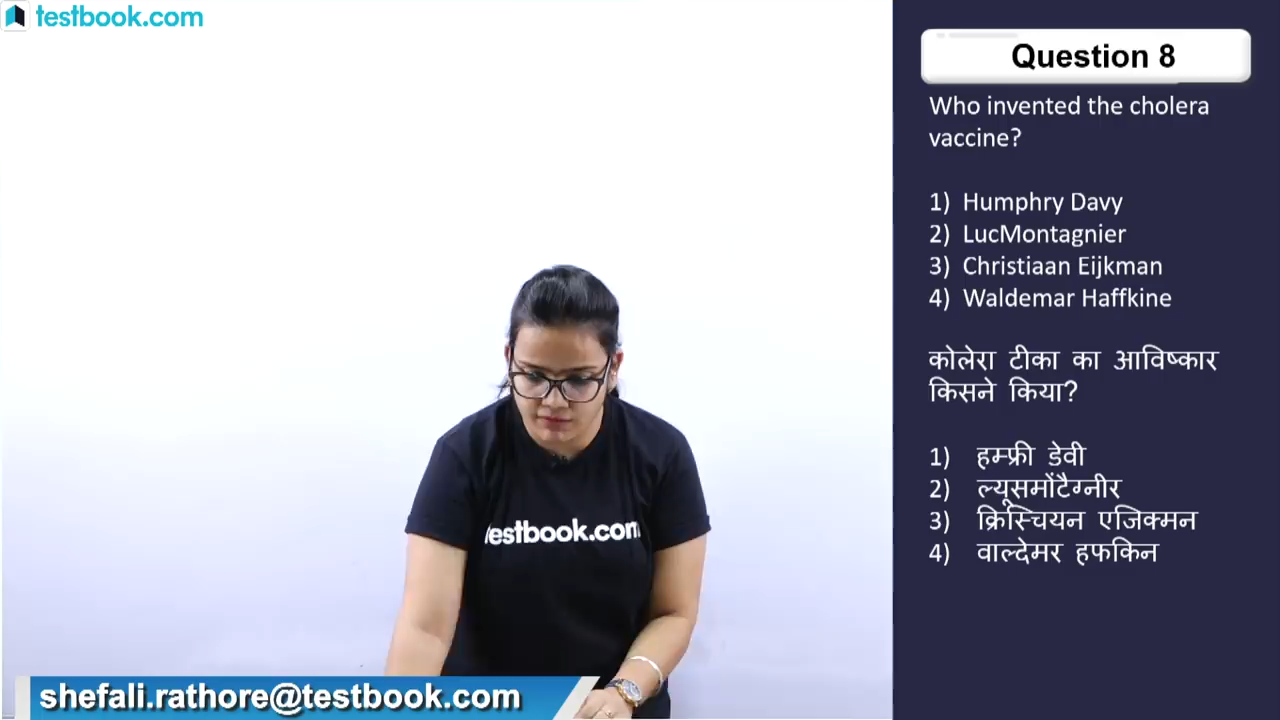 testbook.com
Question 8
Who invented the cholera
vaccine?
1) Humphry Davy
2) LucMontagnier
3) Christiaan Eijkman
4) Waldemar Haffkine
कोलेरा टीका का आविष्कार
किसने किया?
1) हम्फ्री डेवी
2) ल्यूसमोंटैग्नीर
3) क्रिस्चियन एजिक्मन
4) वाल्देमर हफकिन
testbook.com
shefali.rathore@testbook.com